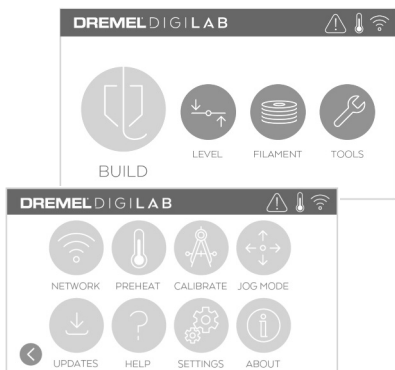 DREMEL DIGILAB
BUILD
LEVEL
FILAMENT
TOOLS
DREMEL DIGILAB
NETWORK PREHEAT CALIBRATE JOG MODE
UPDATES HELP SETTINGS ABOUT